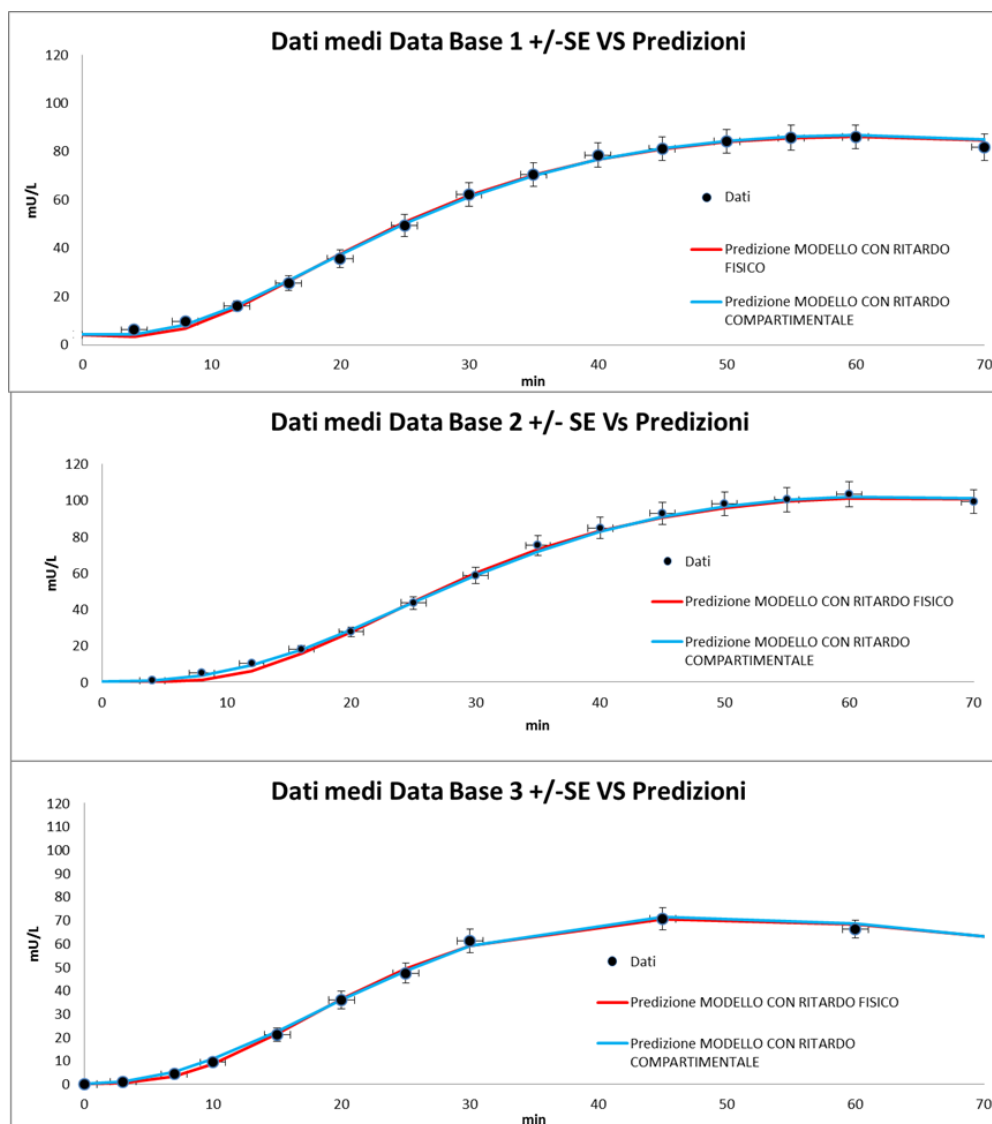 Dati medi Data Base 1 +/-SE VS Predizioni
120
100
80
60
40
20
0
mU/L
0 10 20 30 40 50 60 70
min
Dati
Predizione MODELLO CON RITARDO
FISICO
Predizione MODELLO CON RITARDO
COMPARTIMENTALE
Dati medi Data Base 2 +/- SE Vs Predizioni
120
100
80
60
40
20
0
mU/L
0 10 20 30 40 50 60 70
min
Dati
Predizione MODELLO CON RITARDO FISICO
Predizione MODELLO CON RITARDO
COMPARTIMENTALE
Dati medi Data Base 3 +/-SE VS Predizioni
120
110
100
90
80
70
60
50
40
30
20
10
0
mU/L
0 10 20 30 40 50 60 70
min
Dati
Predizione MODELLO CON RITARDO FISICO
Predizione MODELLO CON RITARDO
COMPARTIMENTALE